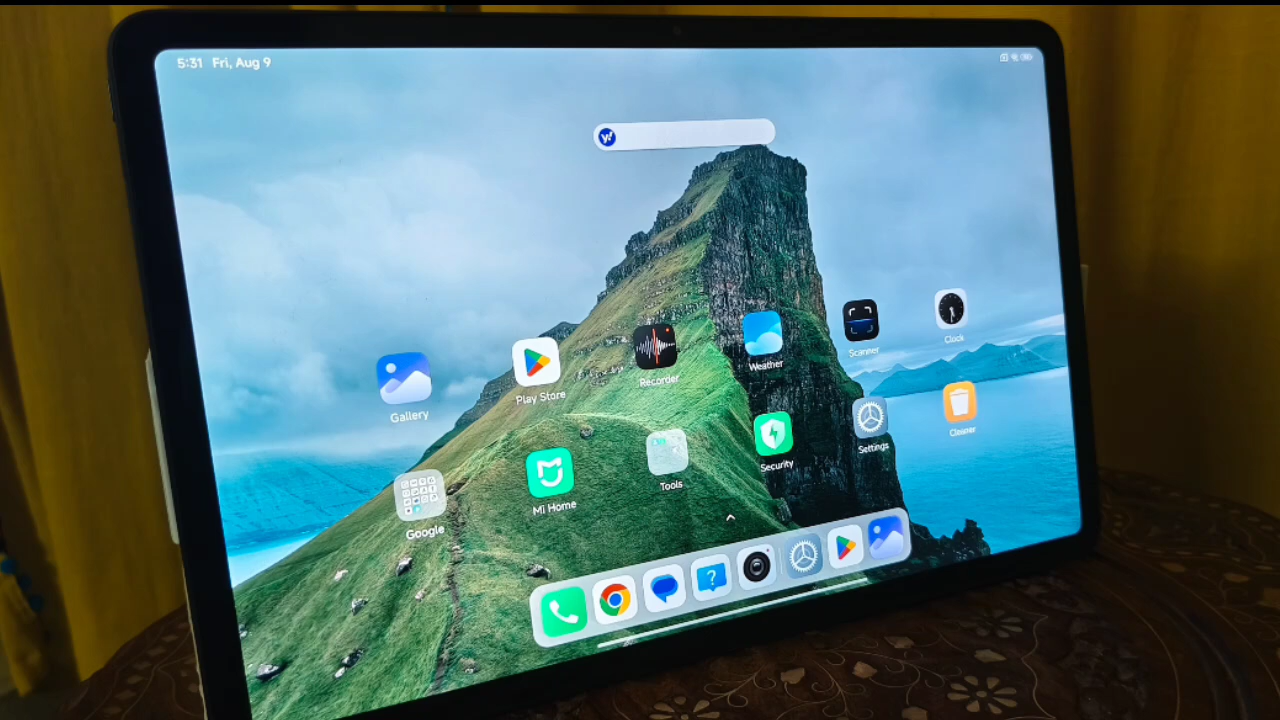 5:31 Fri, Aug 9
y!
Gallery
Play Store
Recorder
Weather
Scanner
Clock
Google
Mi Home
Tools
Security
Settings
Cleaner
?